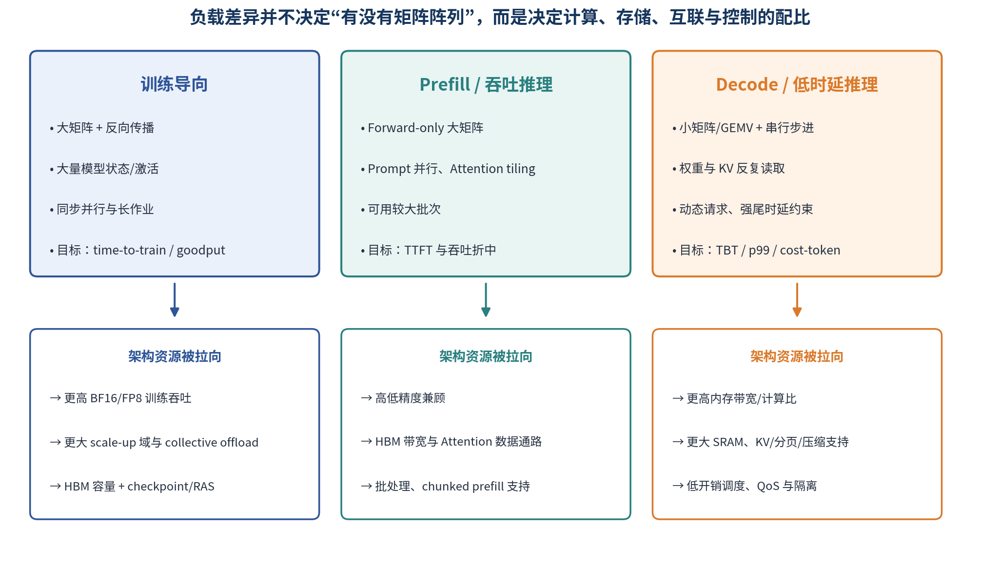 负载差异并不决定“有没有矩阵阵列”，而是决定计算、存储、互联与控制的配比
训练导向
• 大矩阵 + 反向传播
• 大量模型状态/激活
• 同步并行与长作业
• 目标：time-to-train / goodput
Prefill / 吞吐推理
• Forward-only 大矩阵
• Prompt 并行、Attention tiling
• 可用较大批次
• 目标：TTFT 与吞吐折中
Decode / 低时延推理
• 小矩阵/GEMV + 串行步进
• 权重与 KV 反复读取
• 动态请求、强尾时延约束
• 目标：TBT / p99 / cost-token
架构资源被拉向
→ 更高 BF16/FP8 训练吞吐
→ 更大 scale-up 域与 collective offload
→ HBM 容量 + checkpoint/RAS
架构资源被拉向
→ 高低精度兼顾
→ HBM 带宽与 Attention 数据通路
→ 批处理、chunked prefill 支持
架构资源被拉向
→ 更高内存带宽/计算比
→ 更大 SRAM、KV/分页/压缩支持
→ 低开销调度、QoS 与隔离